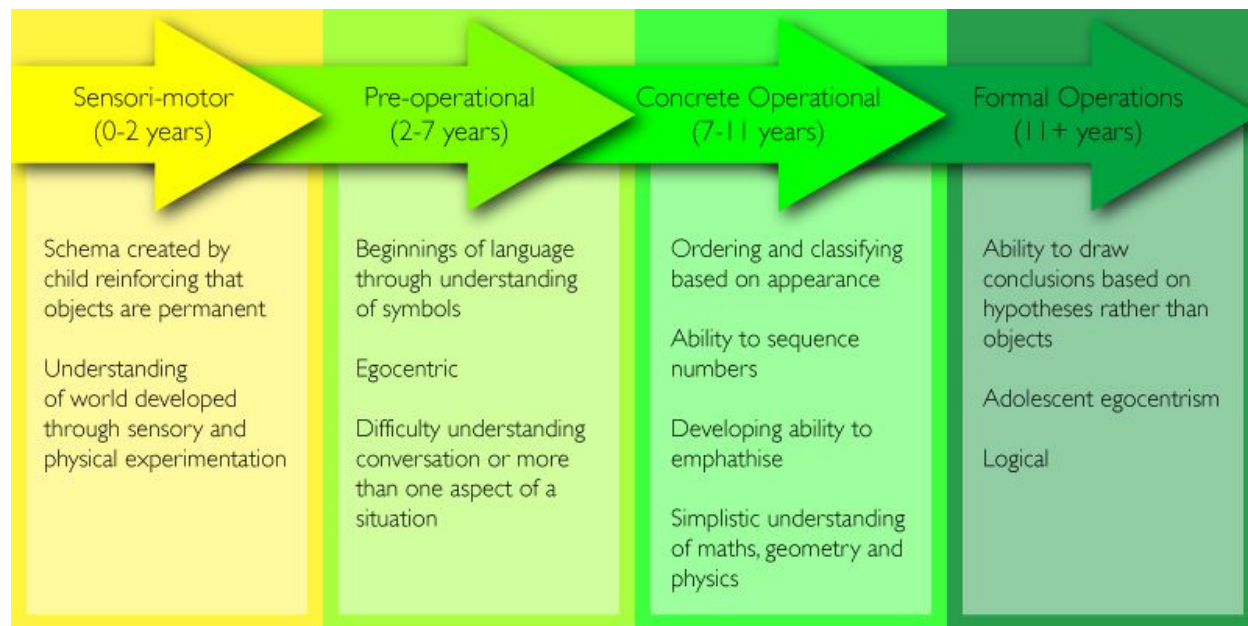 Sensori-motor
(0-2 years)
Schema created by
child reinforcing that
objects are permanent
Understanding
of world developed
through sensory and
physical experimentation
Pre-operational
(2-7 years)
Beginnings of language
through understanding
of symbols
Egocentric
Difficulty understanding
conversation or more
than one aspect of a
situation
Concrete Operational
(7-11 years)
Ordering and classifying
based on appearance
Ability to sequence
numbers
Developing ability to
emphathise
Simplistic understanding
of maths, geometry and
physics
Formal Operations
(11+ years)
Ability to draw
conclusions based on
hypotheses rather than
objects
Adolescent egocentrism
Logical